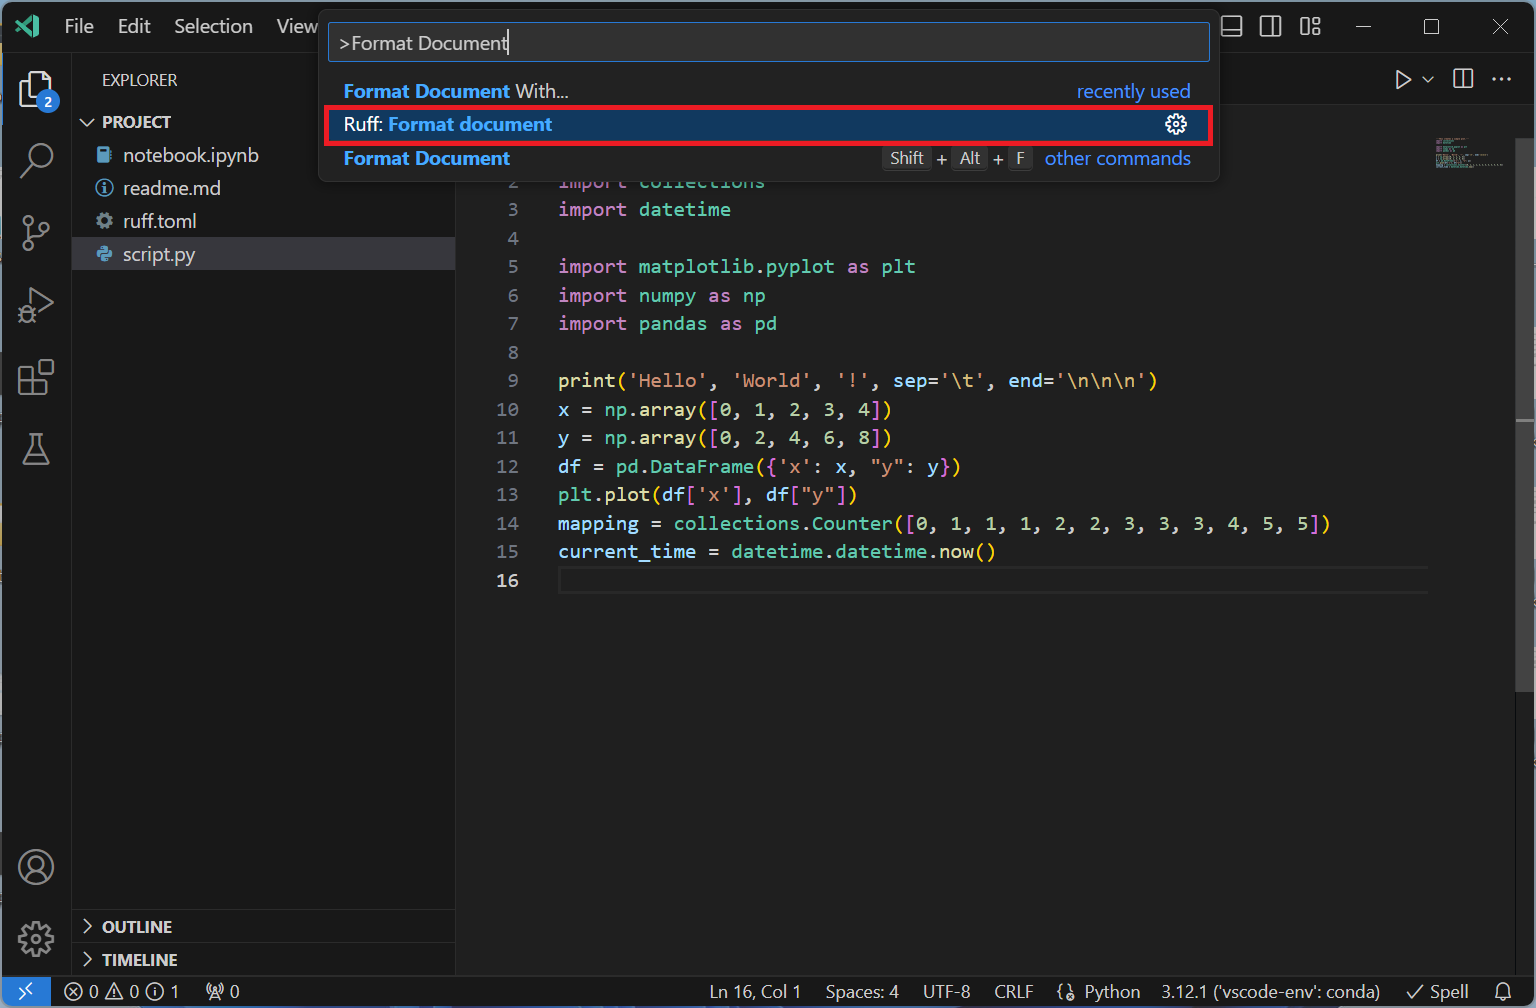 File Edit Selection View
>Format Document
EXPLORER
Format Document With... recently used
Ruff: Format document
Format Document Shift + Alt + F other commands
PROJECT
notebook.ipynb
readme.md
ruff.toml
script.py
2
2 import collections
3 import datetime
4
5 import matplotlib.pyplot as plt
6 import numpy as np
7 import pandas as pd
8
9 print('Hello', 'World', '!', sep='\t', end='\n\n\n')
10 x = np.array([0, 1, 2, 3, 4])
11 y = np.array([0, 2, 4, 6, 8])
12 df = pd.DataFrame({'x': x, "y": y})
13 plt.plot(df['x'], df["y"])
14 mapping = collections.Counter([0, 1, 1, 1, 2, 2, 3, 3, 3, 4, 5, 5])
15 current_time = datetime.datetime.now()
16
OUTLINE
TIMELINE
0 0 1 0 Ln 16, Col 1 Spaces: 4 UTF-8 CRLF Python 3.12.1 ('vscode-env': conda) Spell